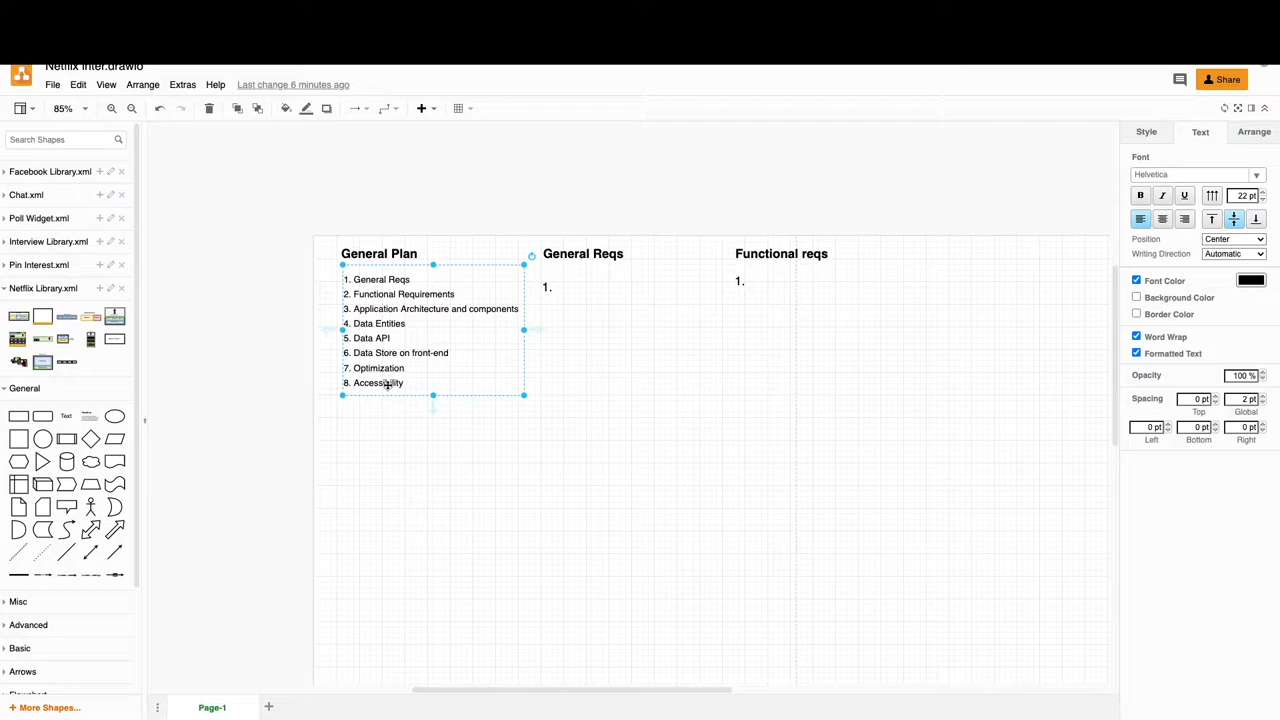 Netflix Inter.drawio
File Edit View Arrange Extras Help Last change 6 minutes ago
Share
85%
Search Shapes
Facebook Library.xml
Chat.xml
Poll Widget.xml
Interview Library.xml
Pin Interest.xml
Netflix Library.xml
General
Text
Misc
Advanced
Basic
Arrows
More Shapes...
General Plan
1. General Reqs
2. Functional Requirements
3. Application Architecture and components
4. Data Entities
5. Data API
6. Data Store on front-end
7. Optimization
8. Accessibility
General Reqs
1.
Functional reqs
1.
Page-1
Style Text Arrange
Font
Helvetica
B I U 22 pt
Position Center
Writing Direction Automatic
Font Color
Background Color
Border Color
Word Wrap
Formatted Text
Opacity 100 %
Spacing 0 pt 2 pt
Top Global
0 pt 0 pt 0 pt
Left Bottom Right